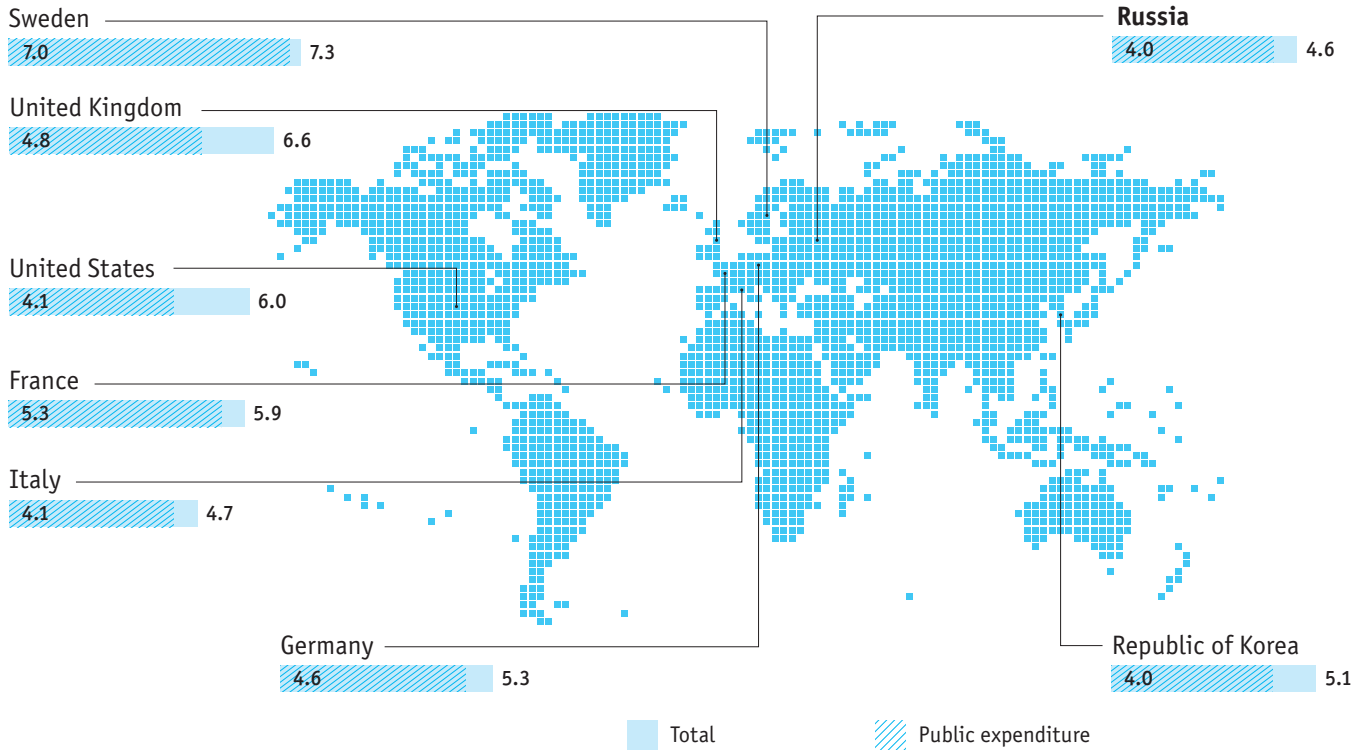 Sweden
7.0 7.3
Russia
4.0 4.6
United Kingdom
4.8 6.6
United States
4.1 6.0
France
5.3 5.9
Italy
4.1 4.7
Germany
4.6 5.3
Republic of Korea
4.0 5.1
Total
Public expenditure